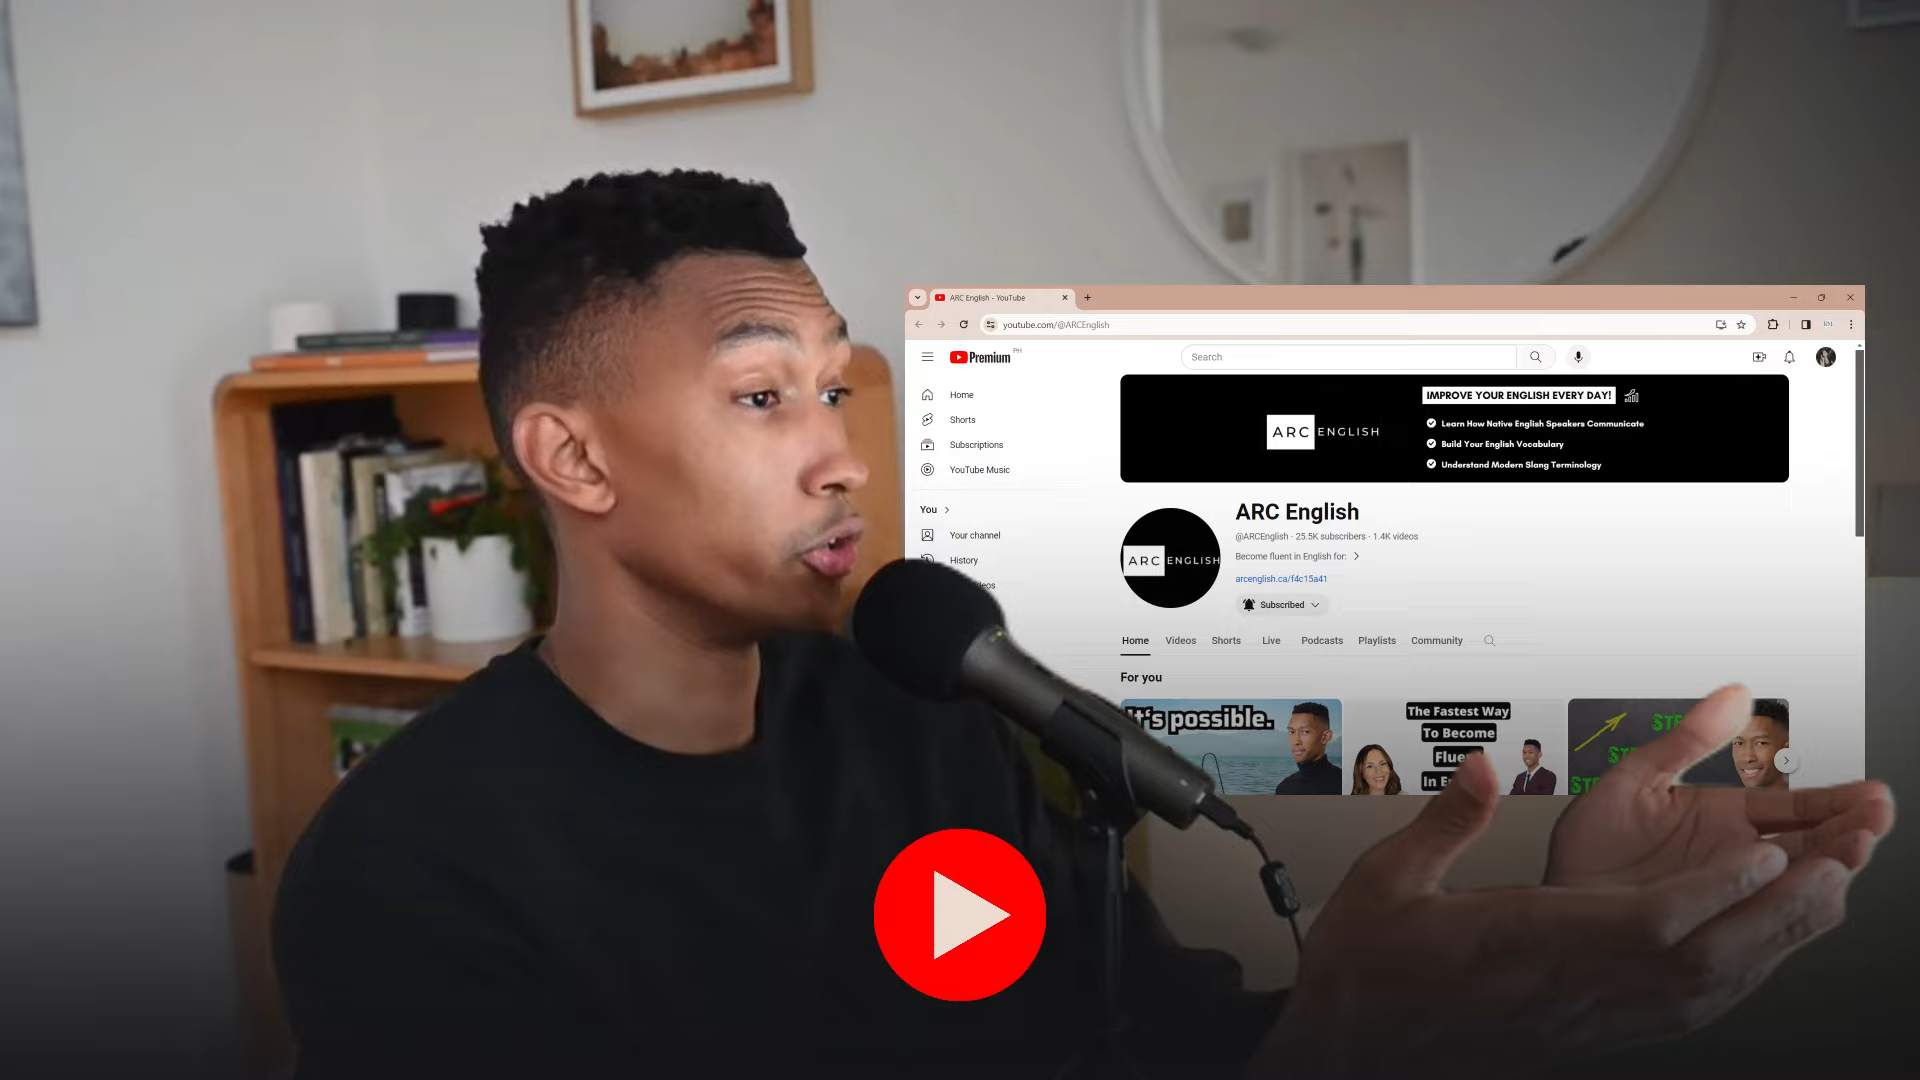 ARC English - YouTube
youtube.com/@ARCEnglish
Premium PH
Search
Home
Shorts
Subscriptions
YouTube Music
You
Your channel
History
IMPROVE YOUR ENGLISH EVERY DAY!
ARC ENGLISH
Learn How Native English Speakers Communicate
Build Your English Vocabulary
Understand Modern Slang Terminology
ARC ENGLISH
ARC English
@ARCEnglish · 25.5K subscribers · 1.4K videos
Become fluent in English for:
arcenglish.ca/f4c15a41
Subscribed
Home Videos Shorts Live Podcasts Playlists Community
For you
It's possible.
The Fastest Way
To Become